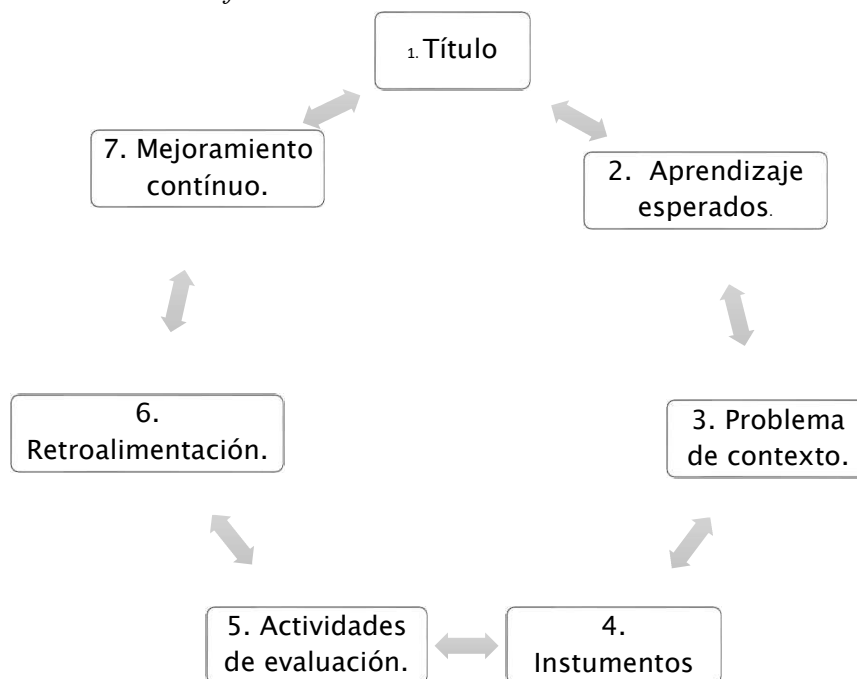 1. Título
2. Aprendizaje
esperados.
3. Problema
de contexto.
4.
Instumentos
5. Actividades
de evaluación.
6.
Retroalimentación.
7. Mejoramiento
contínuo.